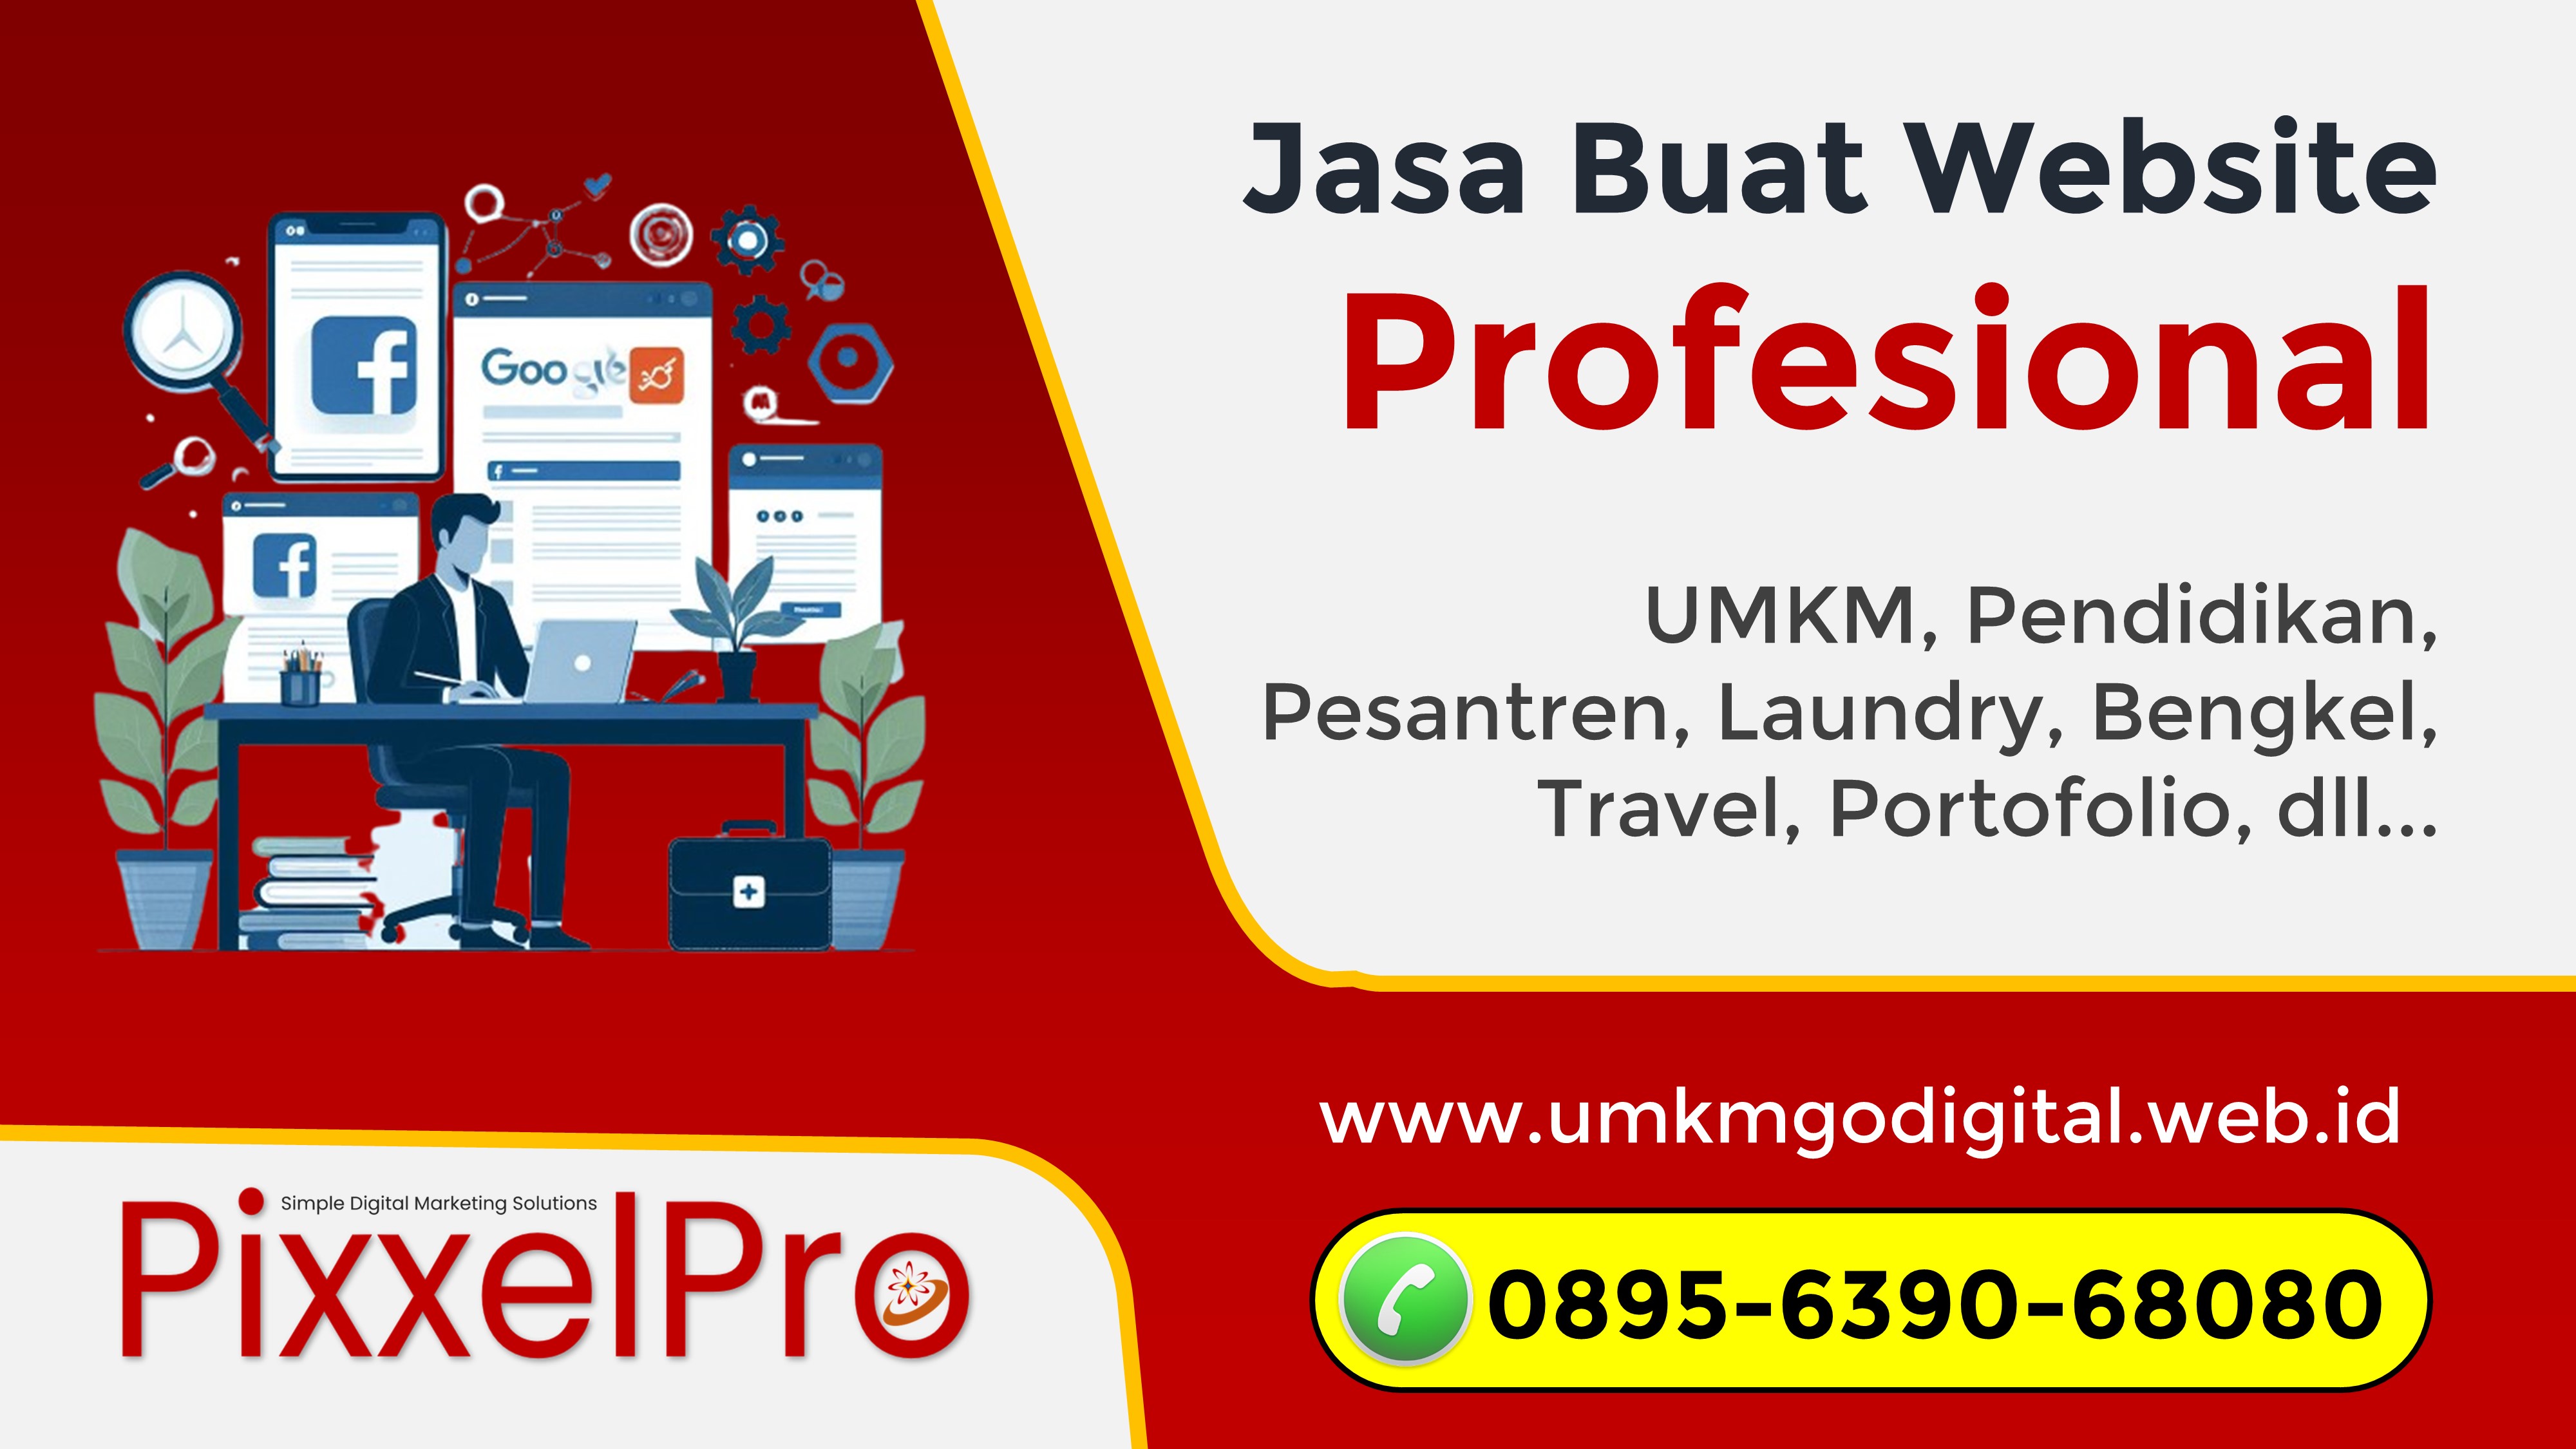 Jasa Buat Website
Profesional
UMKM, Pendidikan,
Pesantren, Laundry, Bengkel,
Travel, Portofolio, dll...
Google
www.umkmgodigital.web.id
0895-6390-68080
Simple Digital Marketing Solutions
PixxelPro